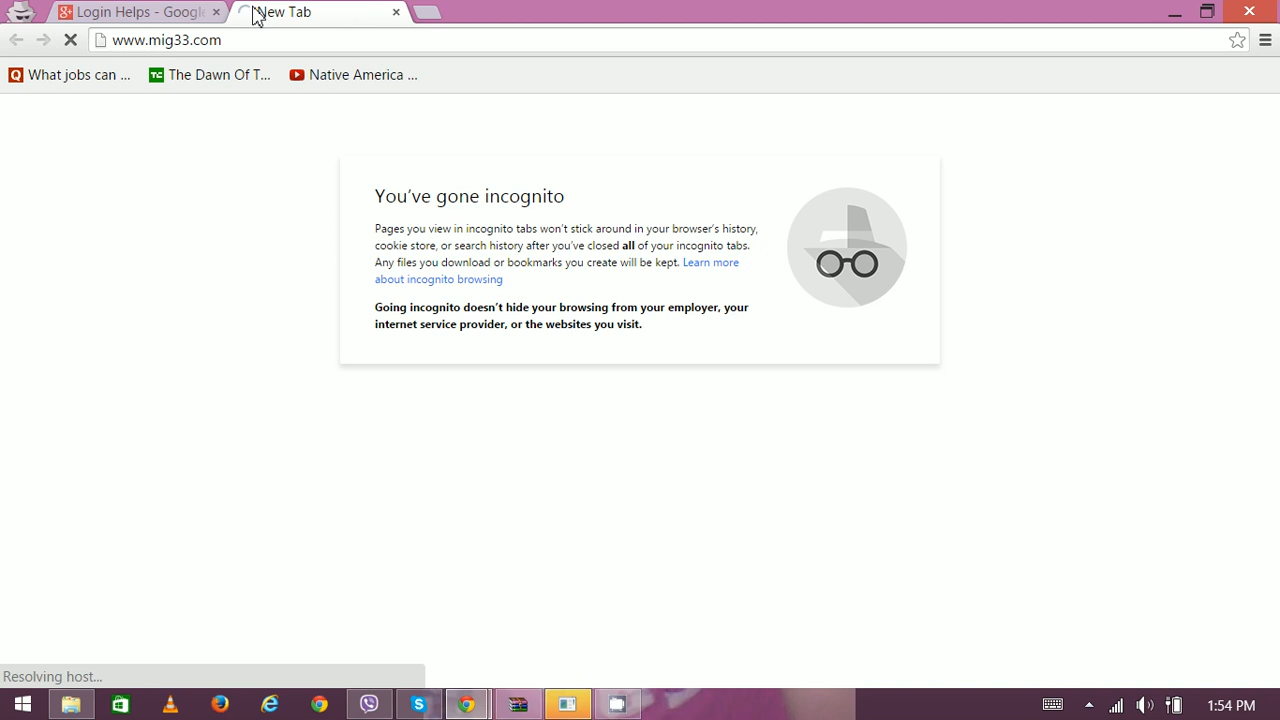 Login Helps - Google
New Tab
www.mig33.com
What jobs can ...
The Dawn Of T...
Native America ...
You've gone incognito
Pages you view in incognito tabs won't stick around in your browser's history,
cookie store, or search history after you've closed all of your incognito tabs.
Any files you download or bookmarks you create will be kept. Learn more
about incognito browsing
Going incognito doesn't hide your browsing from your employer, your
internet service provider, or the websites you visit.
Resolving host...
1:54 PM